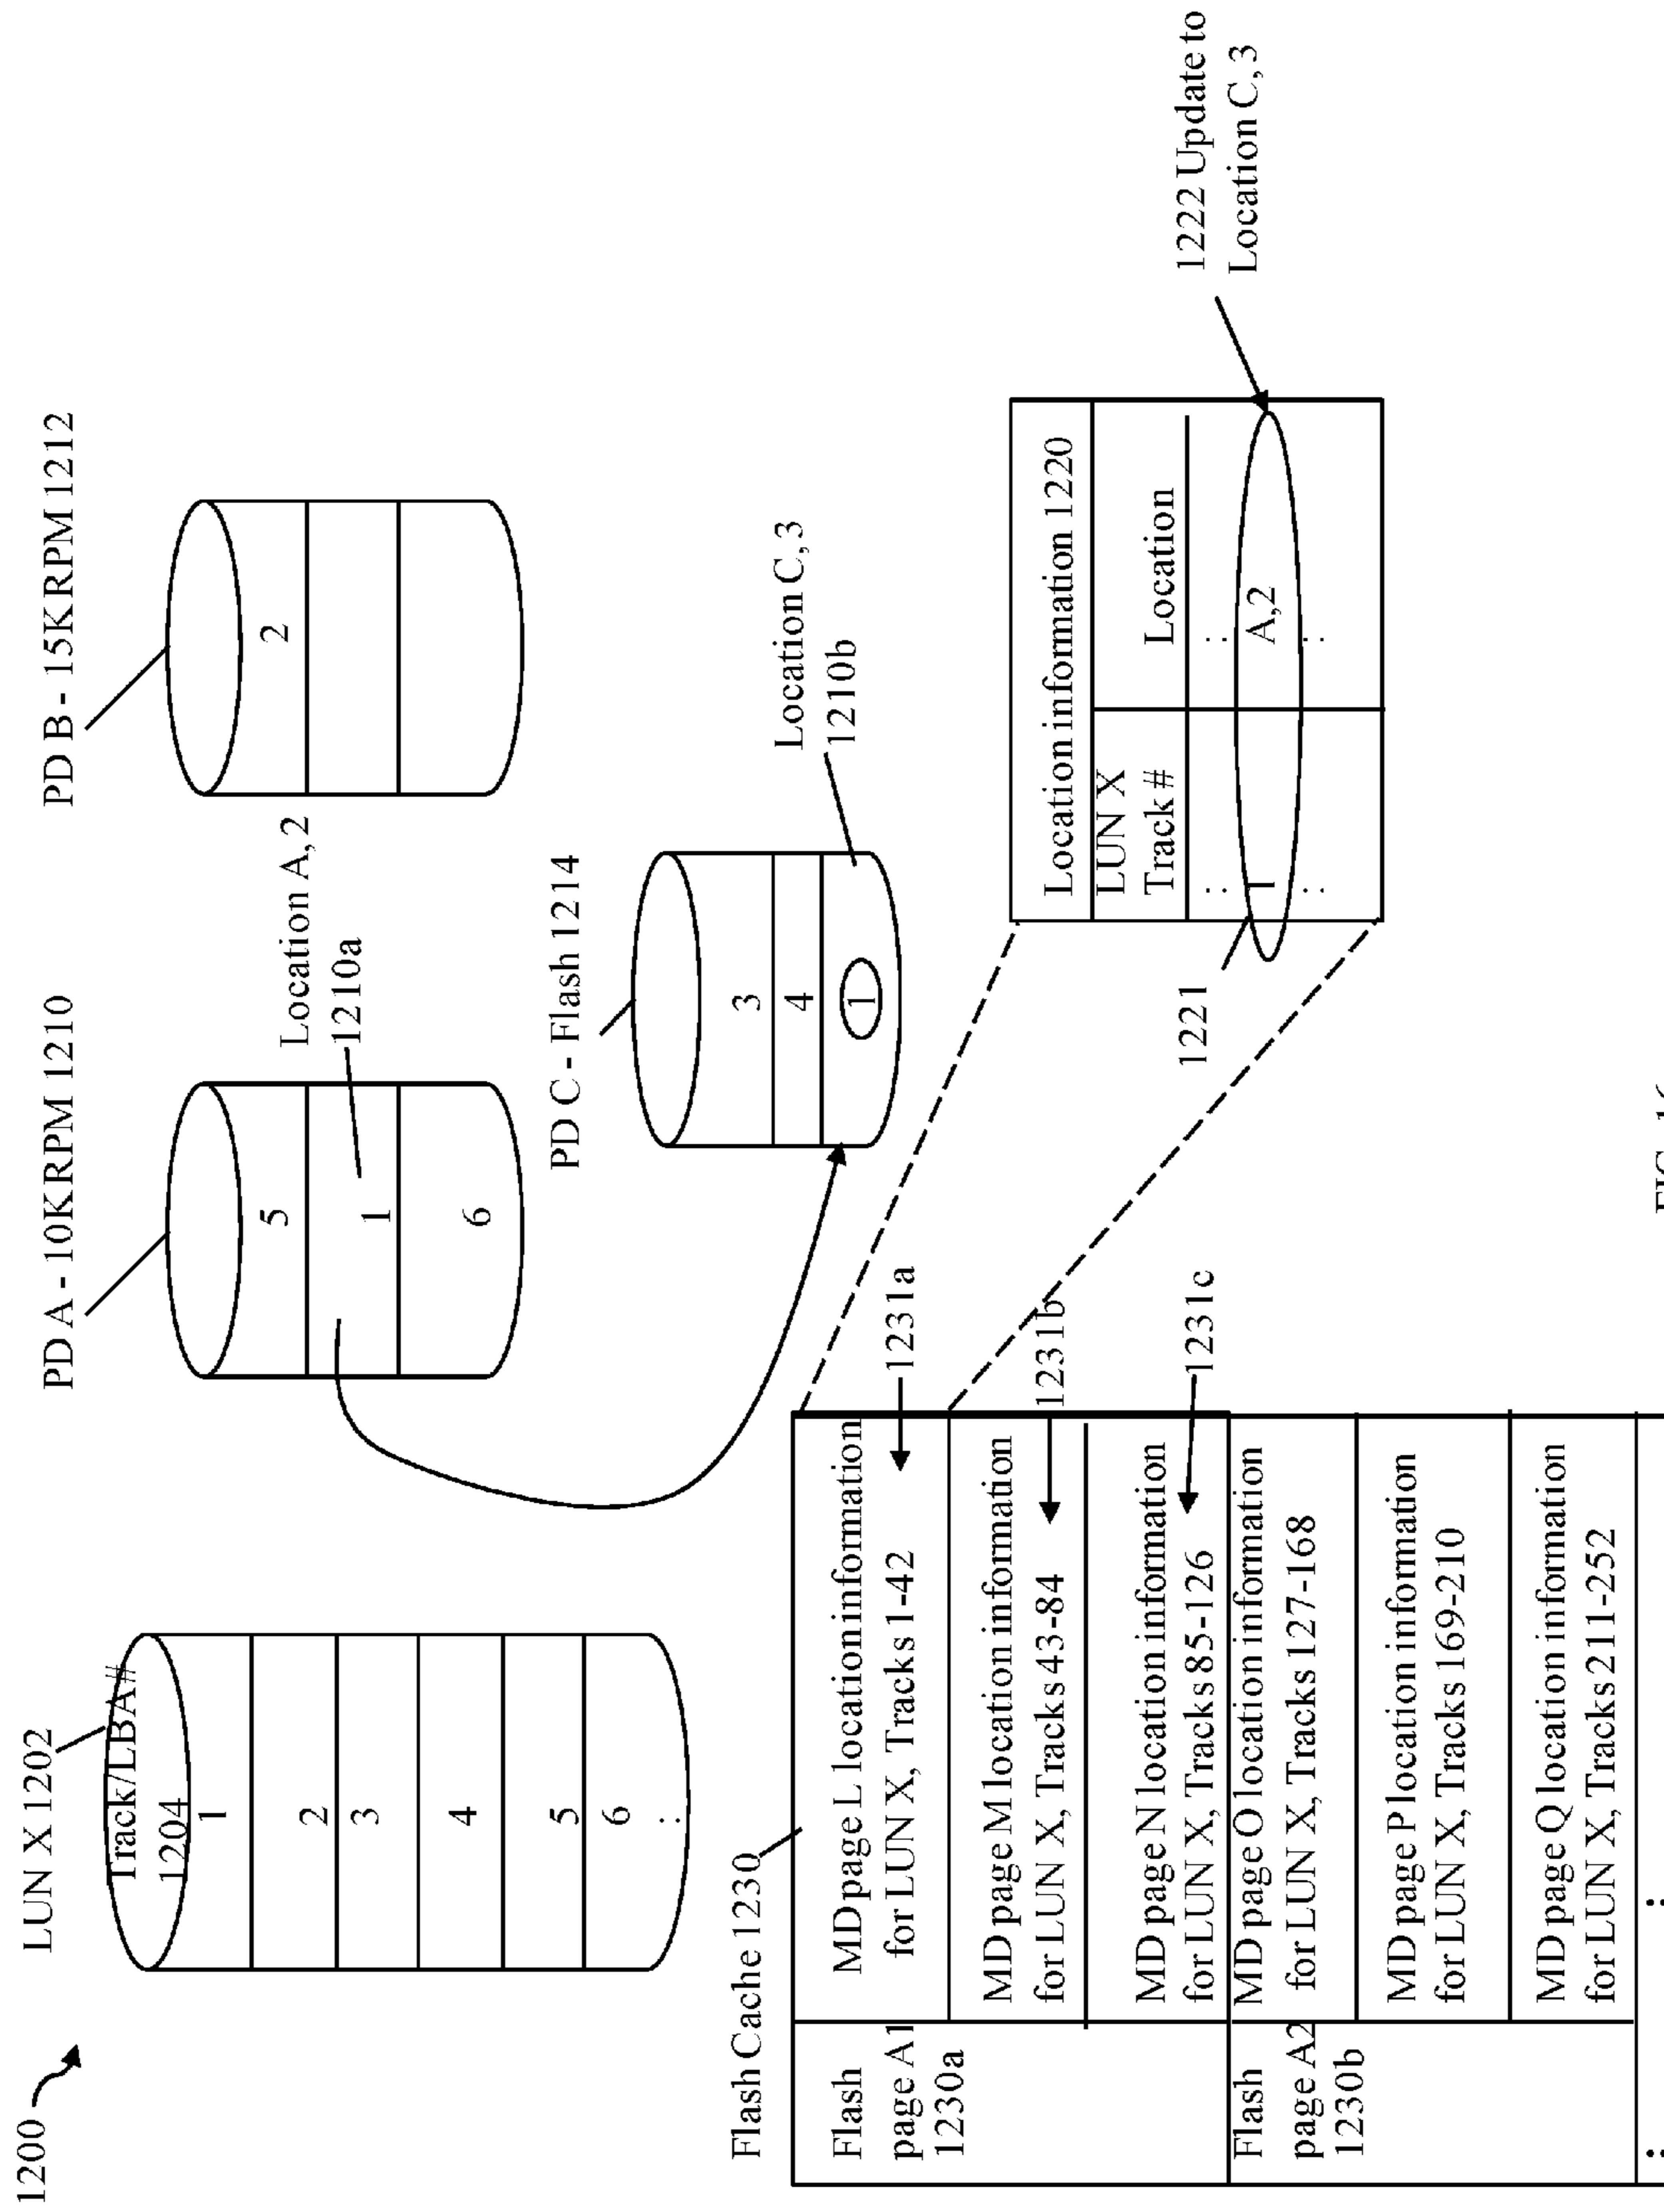 1200
LUN X 1202
Track/LBA#
1204
1
2
3
4
5
6
:
PD A - 10K RPM 1210
5
1
6
Location A, 2
1210a
PD B - 15K RPM 1212
2
PD C - Flash 1214
3
4
1
Location C, 3
1210b
Flash Cache 1230
Flash
page A1
1230a
MD page L location information
for LUN X, Tracks 1-42
1231a
MD page M location information
for LUN X, Tracks 43-84
1231b
MD page N location information
for LUN X, Tracks 85-126
1231c
Flash
page A2
1230b
MD page O location information
for LUN X, Tracks 127-168
MD page P location information
for LUN X, Tracks 169-210
MD page Q location information
for LUN X, Tracks 211-252
:
:
Location information 1220
LUN X
Track #
Location
:
:
1
A,2
:
:
1221
1222 Update to
Location C, 3
FIG. 16